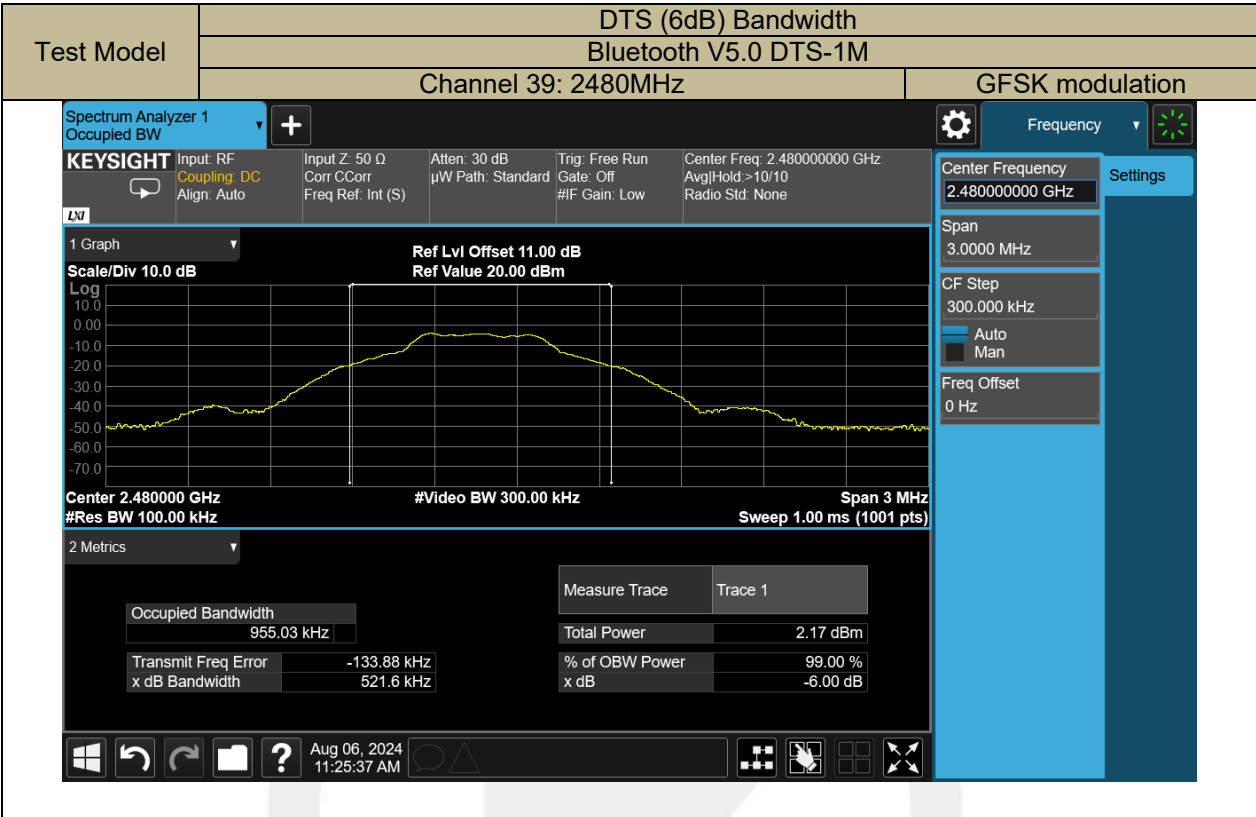 DTS (6dB) Bandwidth
Test Model
Bluetooth V5.0 DTS-1M
Channel 39: 2480MHz
GFSK modulation
Spectrum Analyzer 1
Occupied BW
Frequency
KEYSIGHT
LXI
Input: RF
Coupling: DC
Align: Auto
Input Z: 50 Ω
Corr CCorr
Freq Ref: Int (S)
Atten: 30 dB
µW Path: Standard
Trig: Free Run
Gate: Off
#IF Gain: Low
Center Freq: 2.480000000 GHz
Avg|Hold:>10/10
Radio Std: None
Center Frequency
2.480000000 GHz
Settings
Span
3.0000 MHz
CF Step
300.000 kHz
Auto
Man
Freq Offset
0 Hz
1 Graph
Scale/Div 10.0 dB
Ref Lvl Offset 11.00 dB
Ref Value 20.00 dBm
Log
10.0
0.00
-10.0
-20.0
-30.0
-40.0
-50.0
-60.0
-70.0
Center 2.480000 GHz
#Video BW 300.00 kHz
Span 3 MHz
#Res BW 100.00 kHz
Sweep 1.00 ms (1001 pts)
2 Metrics
Measure Trace
Trace 1
Occupied Bandwidth
955.03 kHz
Total Power
2.17 dBm
Transmit Freq Error
-133.88 kHz
% of OBW Power
99.00 %
x dB Bandwidth
521.6 kHz
x dB
-6.00 dB
?
Aug 06, 2024
11:25:37 AM